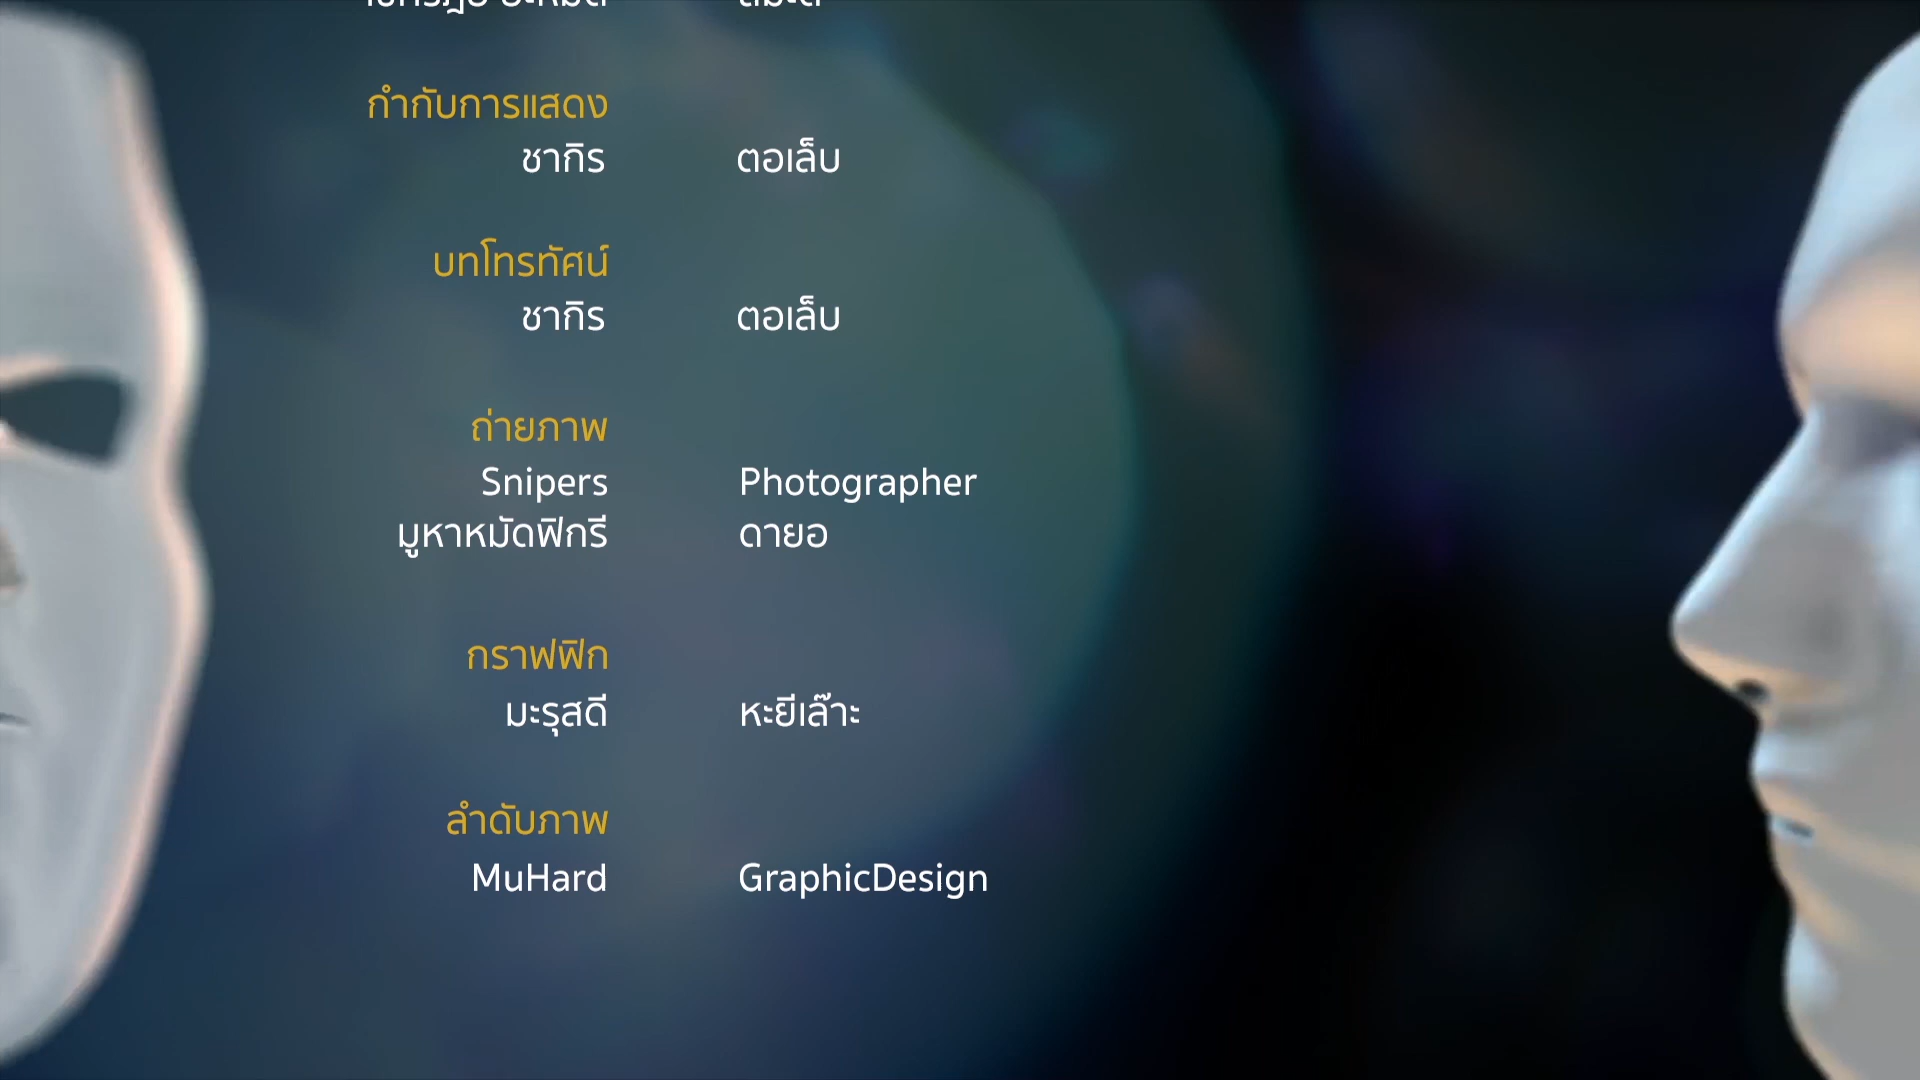 กำกับการแสดง
ชากิร ตอเล็บ
บทโทรทัศน์
ชากิร ตอเล็บ
ถ่ายภาพ
Snipers Photographer
มูหาหมัดฟิกรี ดายอ
กราฟฟิก
มะรุสดี หะยีเล๊าะ
ลำดับภาพ
MuHard GraphicDesign